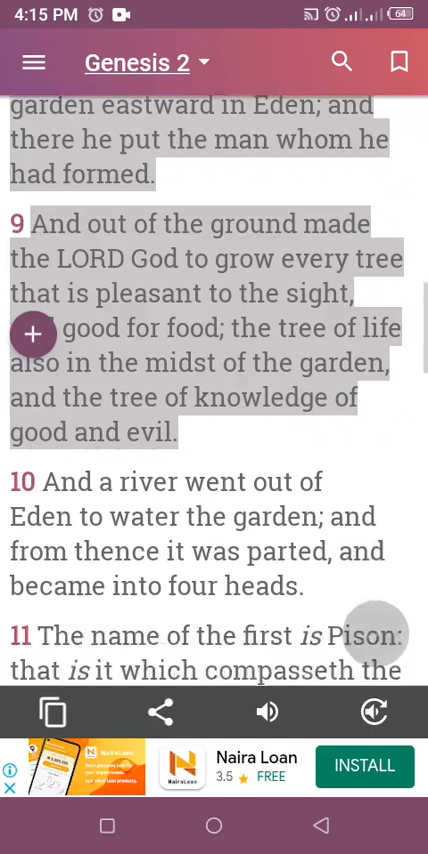 4:15 PM 64
Genesis 2
garden eastward in Eden; and
there he put the man whom he
had formed.
9 And out of the ground made
the LORD God to grow every tree
that is pleasant to the sight,
good for food; the tree of life
also in the midst of the garden,
and the tree of knowledge of
good and evil.
10 And a river went out of
Eden to water the garden; and
from thence it was parted, and
became into four heads.
11 The name of the first is Pison:
that is it which compasseth the
NAIRALOAN
NairaLoan
Naira Loan
3.5 ★ FREE
INSTALL